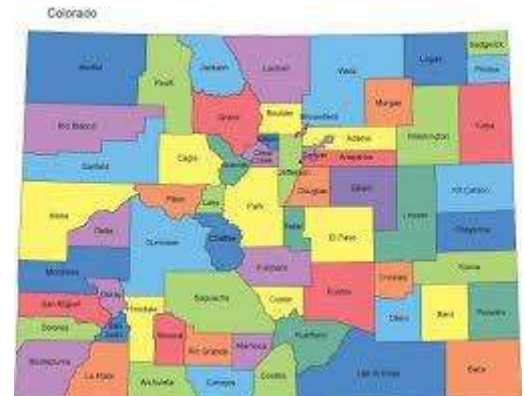 Colorado
Sedgwick
Moffat
Routt
Jackson
Larimer
Weld
Logan
Phillips
Morgan
Rio Blanco
Grand
Boulder
Broomfield
Washington
Yuma
Garfield
Eagle
Adams
Arapahoe
Jefferson
Douglas
Elbert
Kit Carson
Mesa
Pitkin
Lake
Park
Lincoln
Delta
Gunnison
Chaffee
Teller
El Paso
Cheyenne
Montrose
Fremont
Kiowa
Ouray
Crowley
San Miguel
Saguache
Custer
Pueblo
Hinsdale
Otero
Bent
Prowers
Dolores
San Juan
Mineral
Rio Grande
Alamosa
Huerfano
Montezuma
La Plata
Archuleta
Conejos
Costilla
Las Animas
Baca